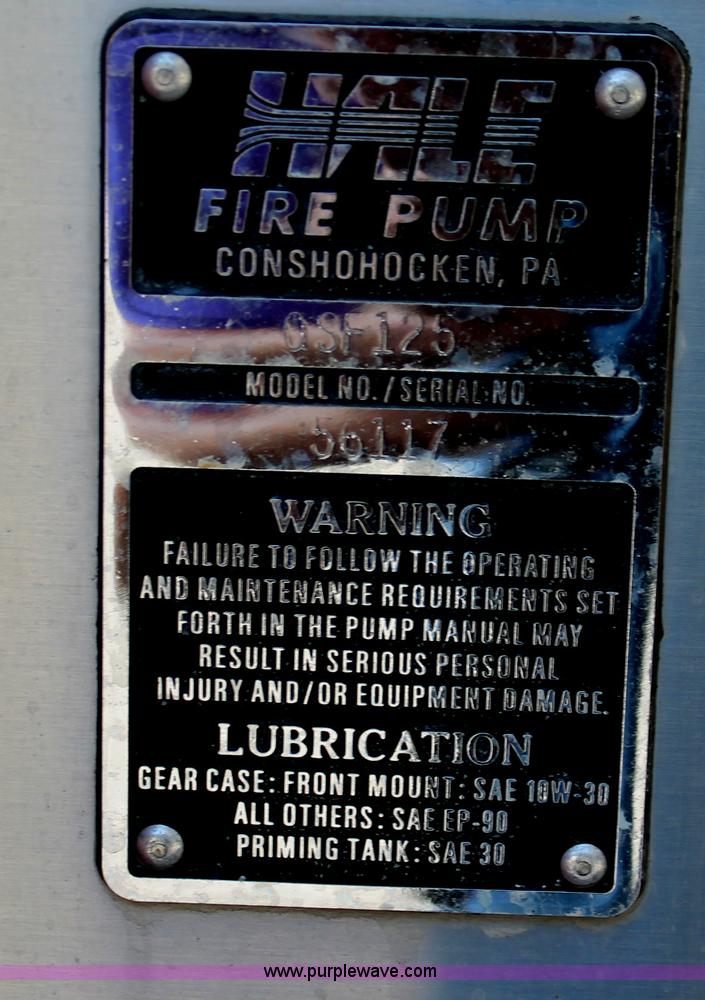 HALE
FIRE PUMP
CONSHOHOCKEN, PA
QSF125
MODEL NO./SERIAL NO.
56117
WARNING
FAILURE TO FOLLOW THE OPERATING
AND MAINTENANCE REQUIREMENTS SET
FORTH IN THE PUMP MANUAL MAY
RESULT IN SERIOUS PERSONAL
INJURY AND/OR EQUIPMENT DAMAGE.
LUBRICATION
GEAR CASE: FRONT MOUNT: SAE 10W-30
ALL OTHERS: SAE EP-90
PRIMING TANK: SAE 30
www.purplewave.com